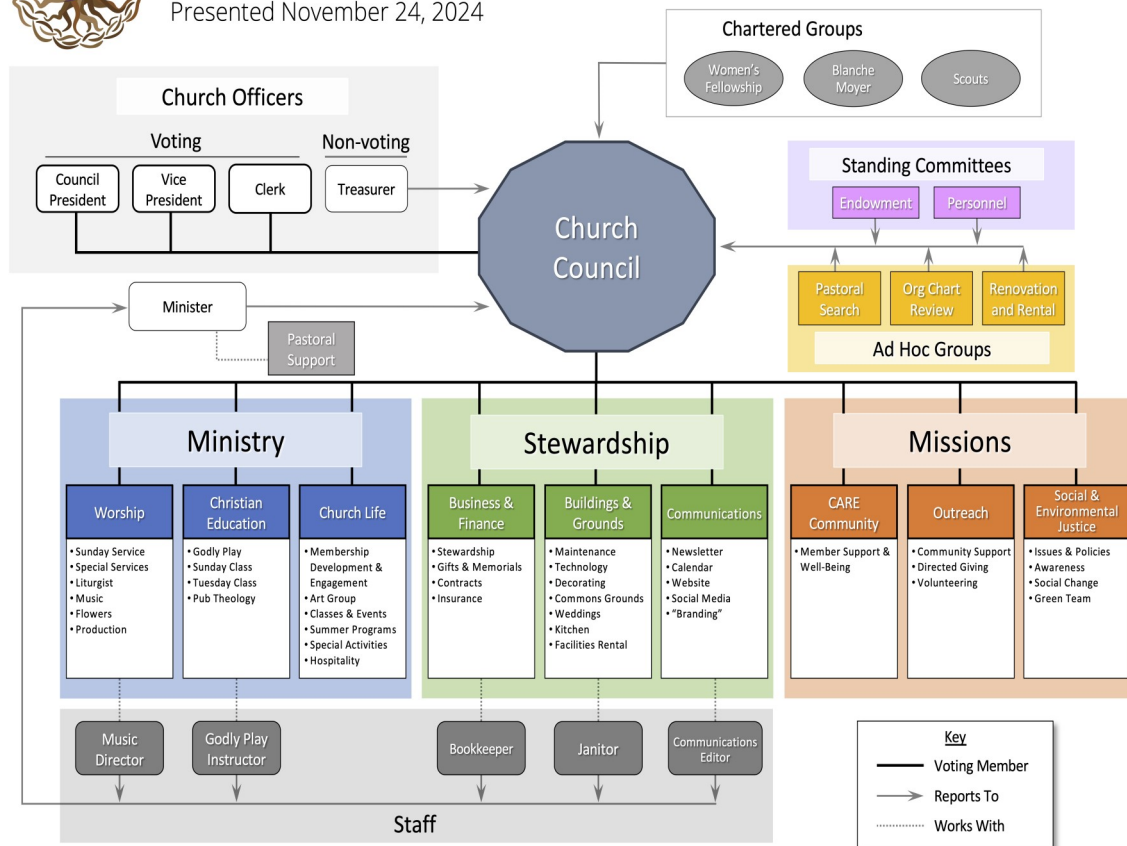 Presented November 24, 2024
Chartered Groups
Women's
Fellowship
Blanche
Moyer
Scouts
Church Officers
Voting
Non-voting
Council
President
Vice
President
Clerk
Treasurer
Church
Council
Standing Committees
Endowment
Personnel
Pastoral
Search
Org Chart
Review
Renovation
and Rental
Ad Hoc Groups
Minister
Pastoral
Support
Ministry
Stewardship
Missions
Worship
• Sunday Service
• Special Services
• Liturgist
• Music
• Flowers
• Production
Christian
Education
• Godly Play
• Sunday Class
• Tuesday Class
• Pub Theology
Church Life
• Membership
Development &
Engagement
• Art Group
• Classes & Events
• Summer Programs
• Special Activities
• Hospitality
Business &
Finance
• Stewardship
• Gifts & Memorials
• Contracts
• Insurance
Buildings &
Grounds
• Maintenance
• Technology
• Decorating
• Commons Grounds
• Weddings
• Kitchen
• Facilities Rental
Communications
• Newsletter
• Calendar
• Website
• Social Media
• "Branding"
CARE
Community
• Member Support &
Well-Being
Outreach
• Community Support
• Directed Giving
• Volunteering
Social &
Environmental
Justice
• Issues & Policies
• Awareness
• Social Change
• Green Team
Music
Director
Godly Play
Instructor
Bookkeeper
Janitor
Communications
Editor
Staff
Key
Voting Member
Reports To
Works With